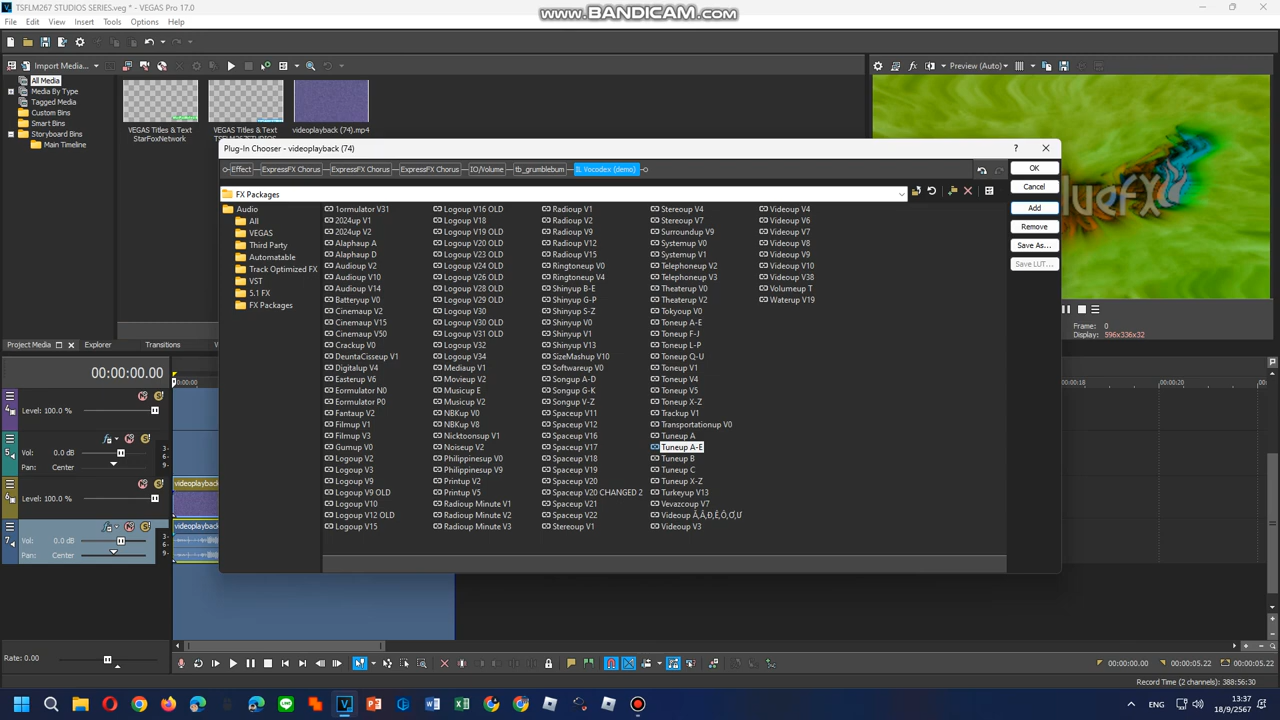 TSFLM267 STUDIOS SERIES.veg * - VEGAS Pro 17.0
www.BANDICAM.com
File Edit View Insert Tools Options Help
Import Media...
Preview (Auto)
All Media
Media By Type
Tagged Media
Custom Bins
Smart Bins
Storyboard Bins
Main Timeline
VEGAS Titles & Text
StarFoxNetwork
VEGAS Titles & Text
videoplayback (74).mp4
Plug-In Chooser - videoplayback (74)
Effect ExpressFX Chorus ExpressFX Chorus ExpressFX Chorus IO/Volume tb_grumblebum IL Vocodex (demo)
FX Packages
OK
Cancel
Add
Remove
Save As...
Save LUT...
Audio
All
VEGAS
Third Party
Automatable
Track Optimized FX
VST
5.1 FX
FX Packages
1ormulator V31
2024up V1
2024up V2
Alaphaup A
Alaphaup D
Audioup V2
Audioup V10
Audioup V14
Batteryup V0
Cinemaup V2
Cinemaup V15
Cinemaup V50
Crackup V0
DeuntaCisseup V1
Digitalup V4
Easterup V6
Eormulator N0
Eormulator P0
Fantaup V2
Filmup V1
Filmup V3
Gumup V0
Logoup V2
Logoup V3
Logoup V9
Logoup V9 OLD
Logoup V10
Logoup V12 OLD
Logoup V15
Logoup V16 OLD
Logoup V18
Logoup V19 OLD
Logoup V20 OLD
Logoup V23 OLD
Logoup V24 OLD
Logoup V26 OLD
Logoup V28 OLD
Logoup V29 OLD
Logoup V30
Logoup V30 OLD
Logoup V31 OLD
Logoup V32
Logoup V34
Mediaup V1
Movieup V2
Musicup E
Musicup V2
NBKup V0
NBKup V8
Nicktoonsup V1
Noiseup V2
Philippinesup V0
Philippinesup V9
Printup V2
Printup V5
Radioup Minute V1
Radioup Minute V2
Radioup Minute V3
Radioup V1
Radioup V2
Radioup V9
Radioup V12
Radioup V15
Ringtoneup V0
Ringtoneup V4
Shinyup B-E
Shinyup G-P
Shinyup S-Z
Shinyup V0
Shinyup V1
Shinyup V13
SizeMashup V10
Softwareup V0
Songup A-D
Songup G-K
Songup V-Z
Spaceup V11
Spaceup V12
Spaceup V16
Spaceup V17
Spaceup V18
Spaceup V19
Spaceup V20
Spaceup V20 CHANGED 2
Spaceup V21
Spaceup V22
Stereoup V1
Stereoup V4
Stereoup V7
Surroundup V9
Systemup V0
Systemup V1
Telephoneup V2
Telephoneup V3
Theaterup V0
Theaterup V2
Tokyoup V0
Toneup A-E
Toneup F-J
Toneup L-P
Toneup Q-U
Toneup V1
Toneup V4
Toneup V5
Toneup X-Z
Trackup V1
Transportationup V0
Tuneup A
Tuneup A-E
Tuneup B
Tuneup C
Tuneup X-Z
Turkeyup V13
Vevazcoup V7
Videoup Ă,Â,Đ,Ê,Ô,Ơ,Ư
Videoup V3
Videoup V4
Videoup V6
Videoup V7
Videoup V8
Videoup V9
Videoup V10
Videoup V38
Volumeup T
Waterup V19
Frame: 0
Display: 596x336x32
Project Media Explorer Transitions
00:00:00.00
0:00:00
00:00:18
00:00:20
4
Level: 100.0 %
5
Vol: 0.0 dB
Pan: Center
6
Level: 100.0 %
7
Vol: 0.0 dB
Pan: Center
videoplayback
videoplayback
Rate: 0.00
00:00:00.00 00:00:05.22 00:00:05.22
Record Time (2 channels): 388:56:30
ENG
13:37
18/9/2567